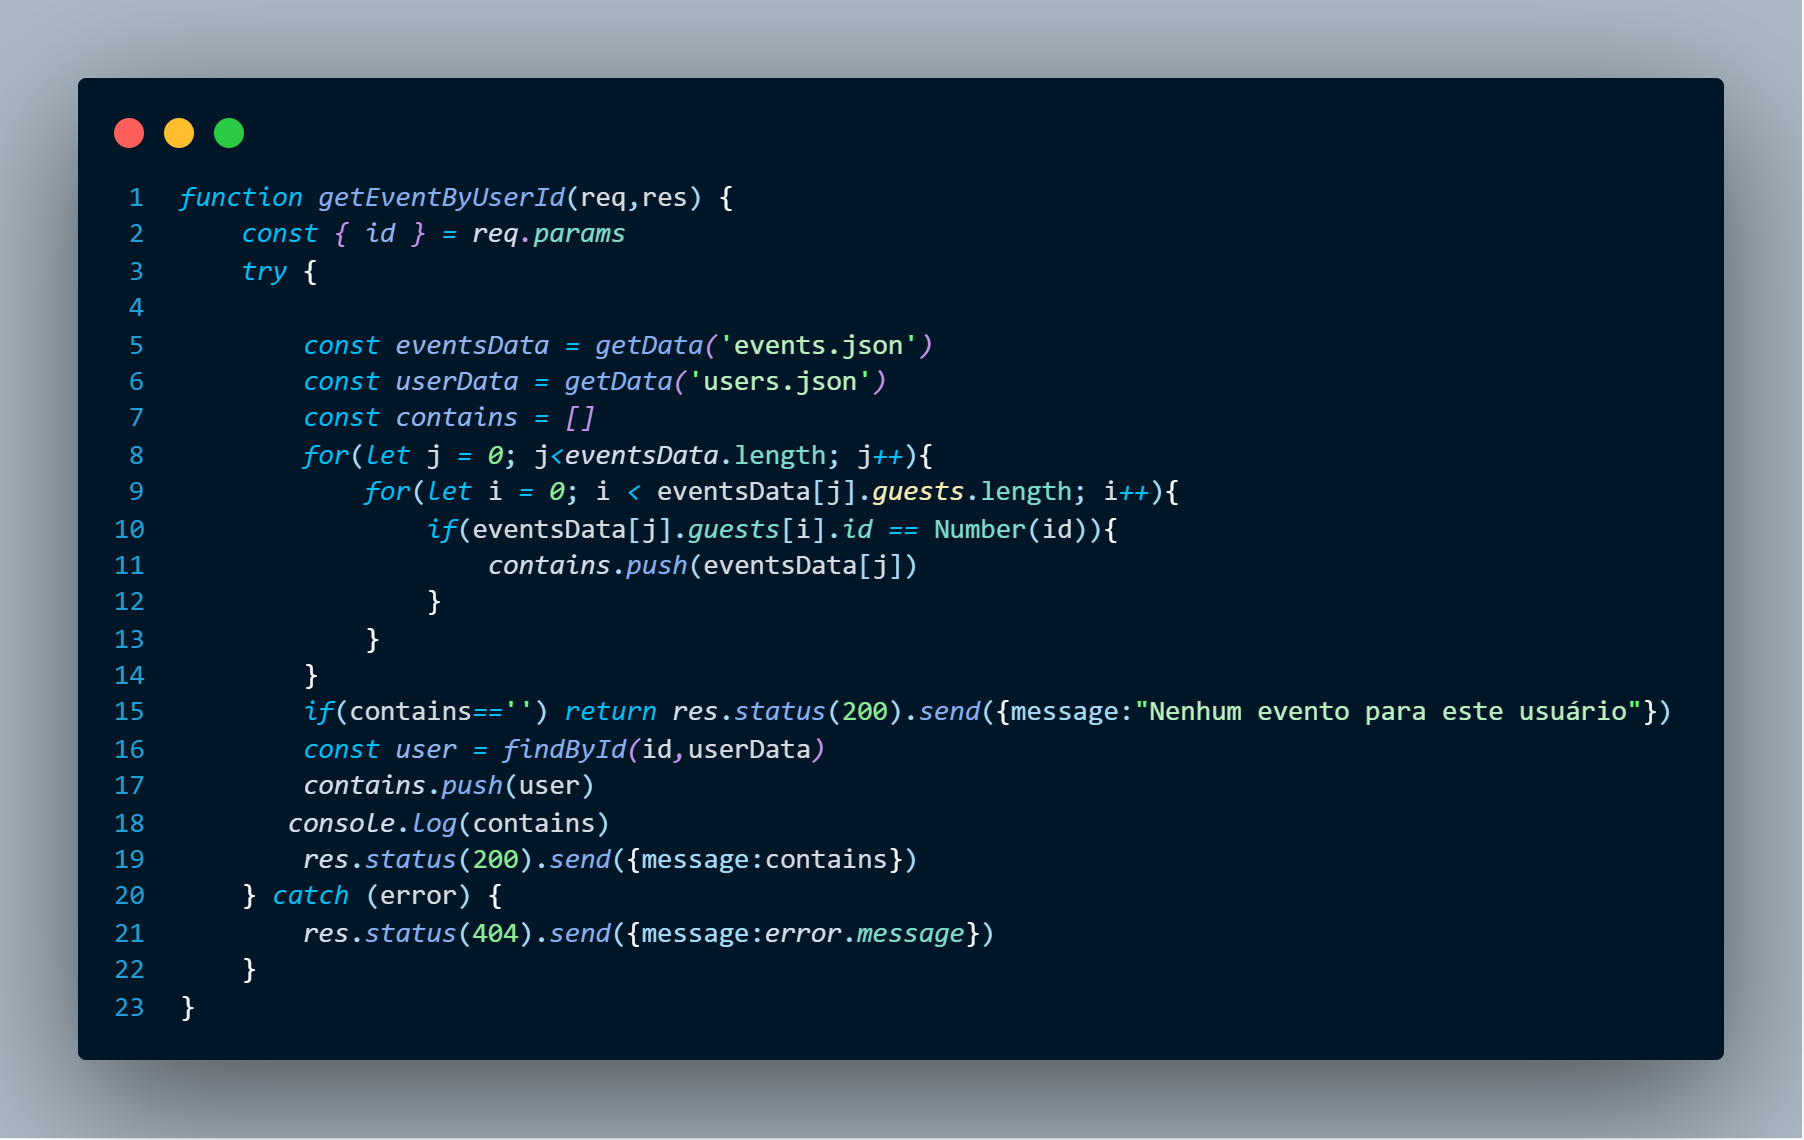 1 function getEventByUserId(req,res) {
2     const { id } = req.params
3     try {
4
5         const eventsData = getData('events.json')
6         const userData = getData('users.json')
7         const contains = []
8         for(let j = 0; j<eventsData.length; j++){
9             for(let i = 0; i < eventsData[j].guests.length; i++){
10                 if(eventsData[j].guests[i].id == Number(id)){
11                     contains.push(eventsData[j])
12                 }
13             }
14         }
15         if(contains=='') return res.status(200).send({message:"Nenhum evento para este usuário"})
16         const user = findById(id,userData)
17         contains.push(user)
18        console.log(contains)
19         res.status(200).send({message:contains})
20     } catch (error) {
21         res.status(404).send({message:error.message})
22     }
23 }